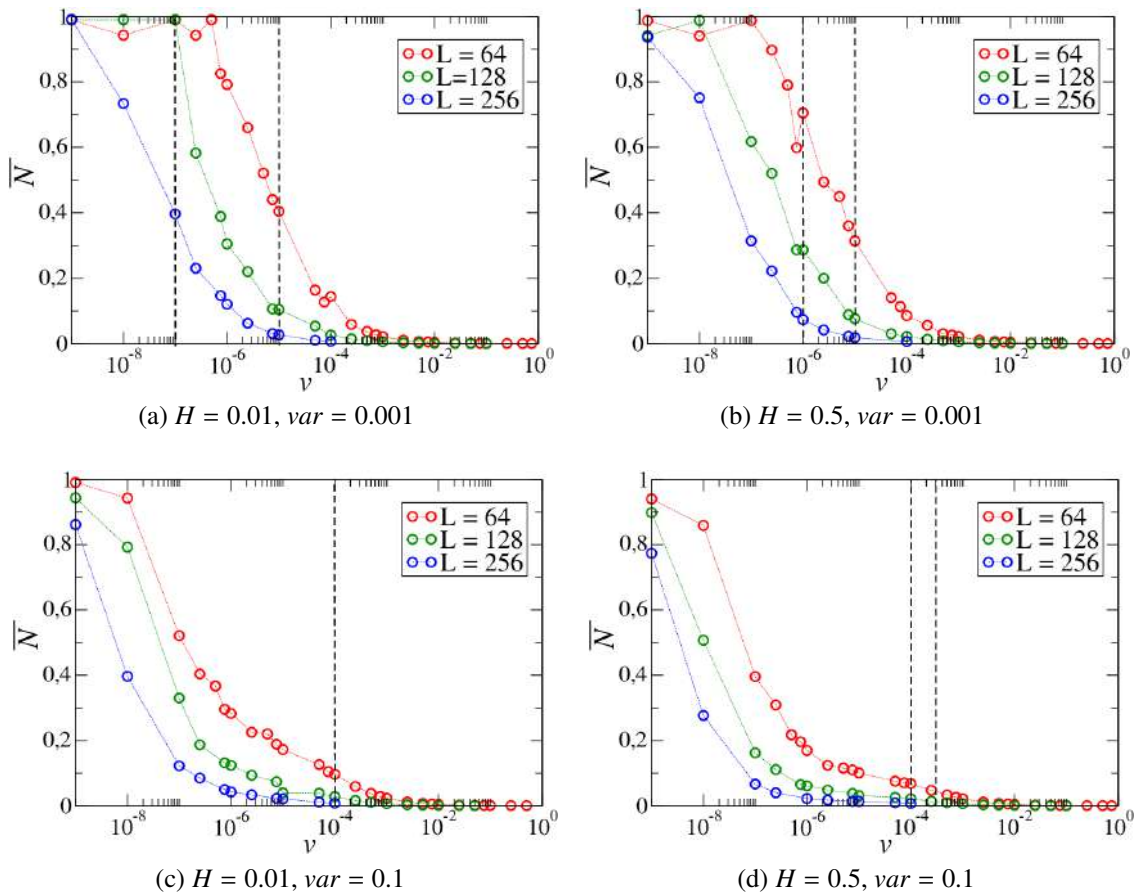 1
0,8
0,6
0,4
0,2
0
N
L = 64
L=128
L = 256
10^-8
10^-6
10^-4
10^-2
10^0
ν
(a) H = 0.01, var = 0.001
1
0,8
0,6
0,4
0,2
0
N
L = 64
L = 128
L = 256
10^-8
10^-6
10^-4
10^-2
10^0
ν
(b) H = 0.5, var = 0.001
1
0,8
0,6
0,4
0,2
0
N
L = 64
L = 128
L = 256
10^-8
10^-6
10^-4
10^-2
10^0
ν
(c) H = 0.01, var = 0.1
1
0,8
0,6
0,4
0,2
0
N
L = 64
L = 128
L = 256
10^-8
10^-6
10^-4
10^-2
10^0
ν
(d) H = 0.5, var = 0.1